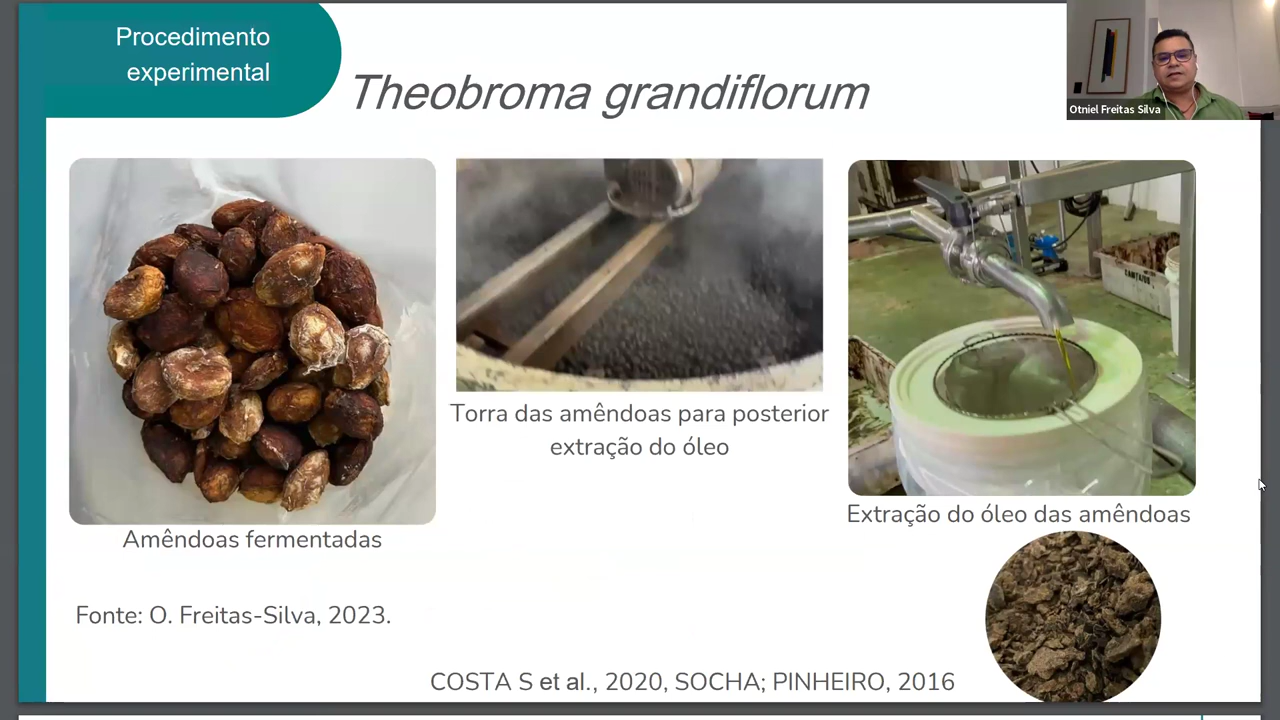 Procedimento
experimental
Theobroma grandiflorum
Otniel Freitas Silva
Torra das amêndoas para posterior
extração do óleo
Extração do óleo das amêndoas
Amêndoas fermentadas
Fonte: O. Freitas-Silva, 2023.
COSTA S et al., 2020, SOCHA; PINHEIRO, 2016